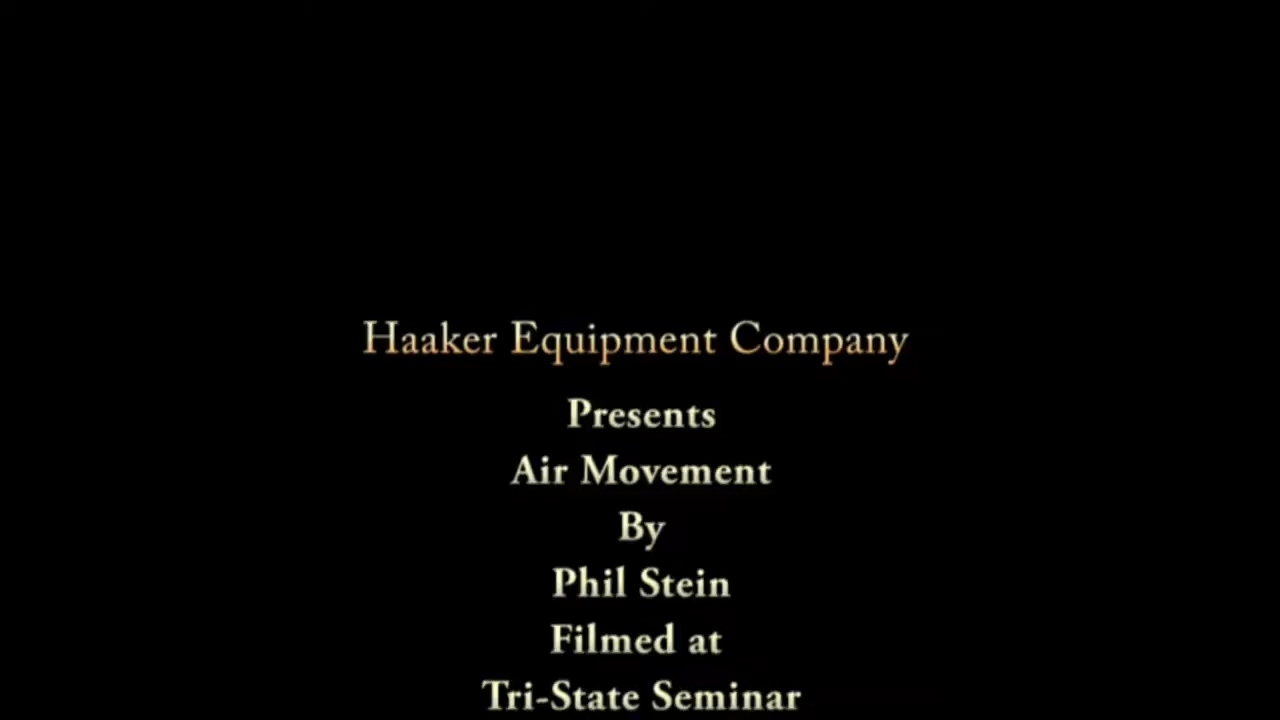 Haaker Equipment Company
Presents
Air Movement
By
Phil Stein
Filmed at
Tri-State Seminar